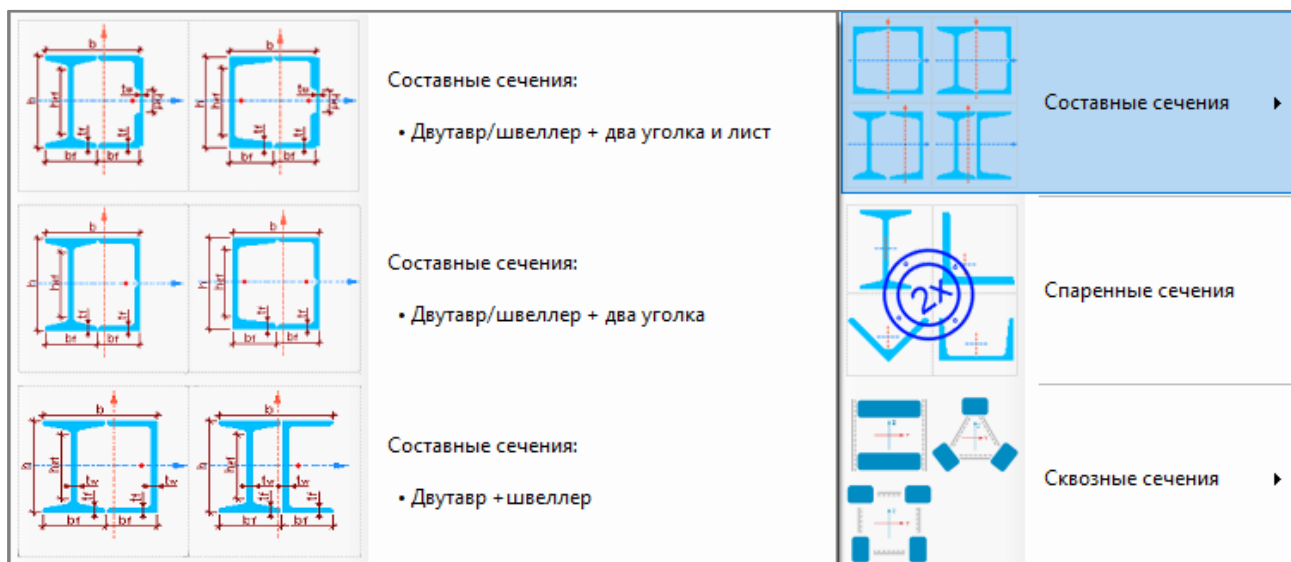 Составные сечения:
• Двутавр/швеллер + два уголка и лист
Составные сечения:
• Двутавр/швеллер + два уголка
Составные сечения:
• Двутавр +швеллер
Составные сечения
Спаренные сечения
2x
Сквозные сечения